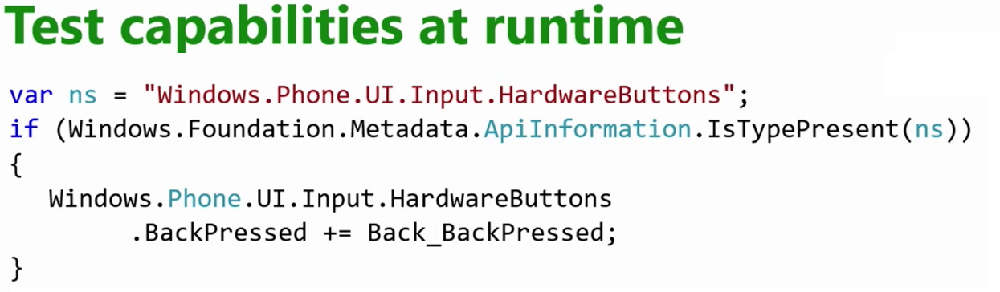 Test capabilities at runtime
var ns = "Windows.Phone.UI.Input.HardwareButtons";
if (Windows.Foundation.Metadata.ApiInformation.IsTypePresent(ns))
{
Windows.Phone.UI.Input.HardwareButtons
.BackPressed += Back_BackPressed;
}